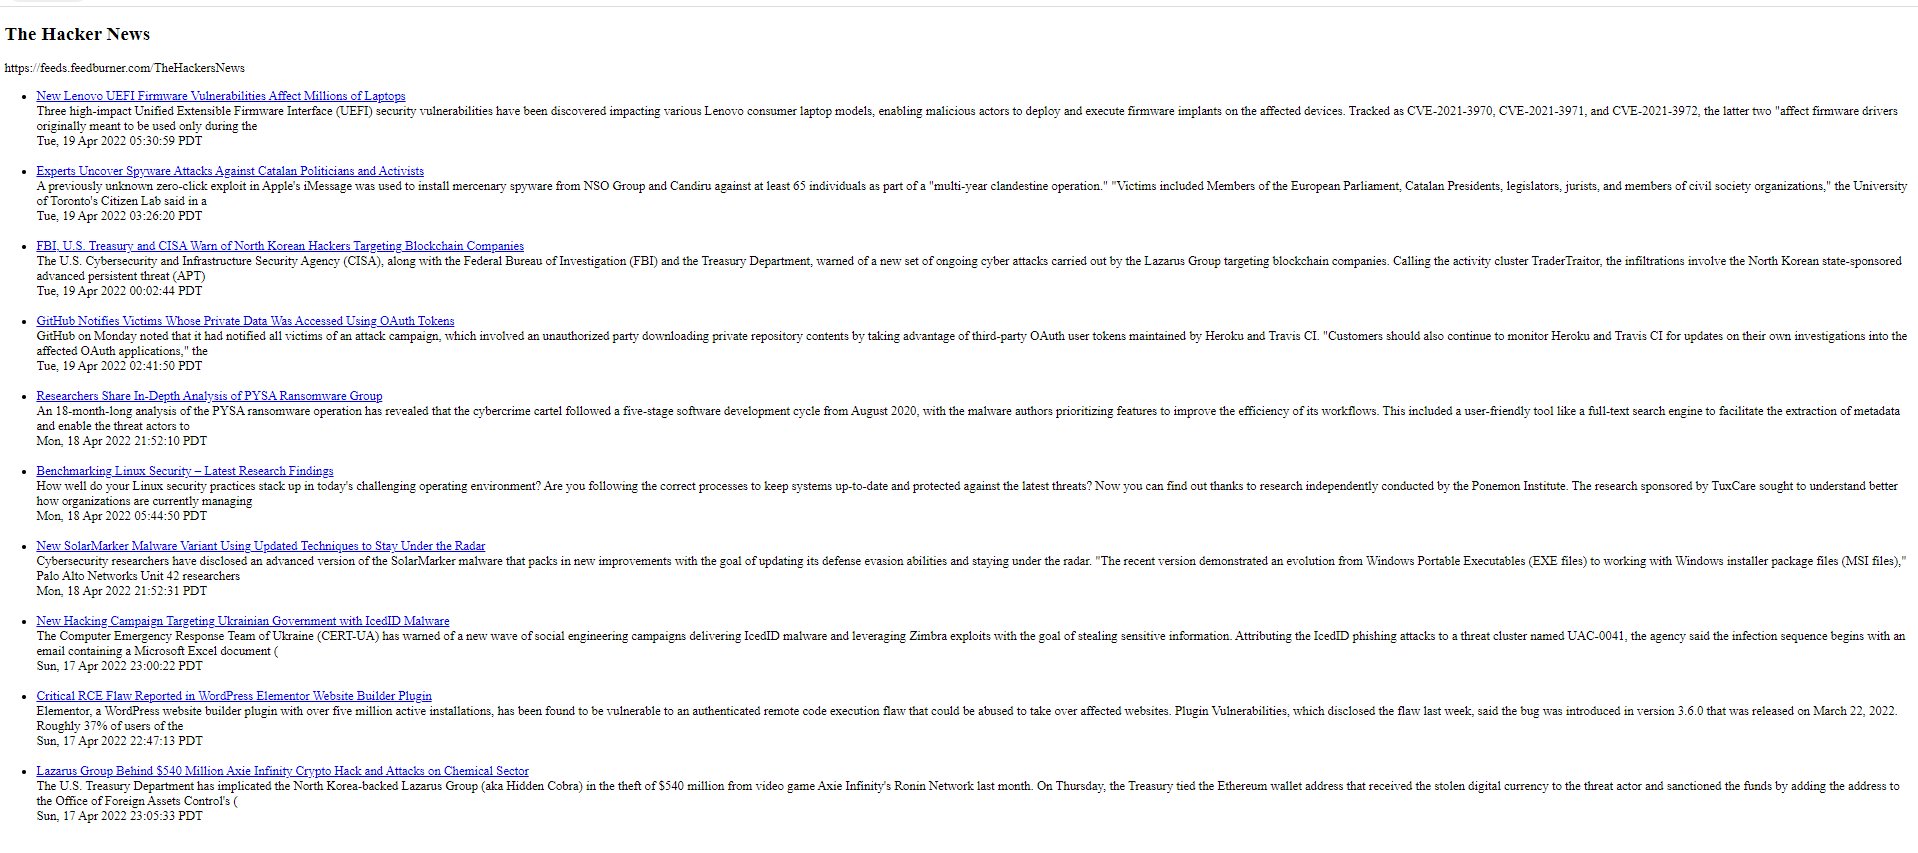 The Hacker News
https://feeds.feedburner.com/TheHackersNews
New Lenovo UEFI Firmware Vulnerabilities Affect Millions of Laptops
Three high-impact Unified Extensible Firmware Interface (UEFI) security vulnerabilities have been discovered impacting various Lenovo consumer laptop models, enabling malicious actors to deploy and execute firmware implants on the affected devices. Tracked as CVE-2021-3970, CVE-2021-3971, and CVE-2021-3972, the latter two "affect firmware drivers
originally meant to be used only during the
Tue, 19 Apr 2022 05:30:59 PDT
Experts Uncover Spyware Attacks Against Catalan Politicians and Activists
A previously unknown zero-click exploit in Apple's iMessage was used to install mercenary spyware from NSO Group and Candiru against at least 65 individuals as part of a "multi-year clandestine operation." "Victims included Members of the European Parliament, Catalan Presidents, legislators, jurists, and members of civil society organizations," the University
of Toronto's Citizen Lab said in a
Tue, 19 Apr 2022 03:26:20 PDT
FBI, U.S. Treasury and CISA Warn of North Korean Hackers Targeting Blockchain Companies
The U.S. Cybersecurity and Infrastructure Security Agency (CISA), along with the Federal Bureau of Investigation (FBI) and the Treasury Department, warned of a new set of ongoing cyber attacks carried out by the Lazarus Group targeting blockchain companies. Calling the activity cluster TraderTraitor, the infiltrations involve the North Korean state-sponsored
advanced persistent threat (APT)
Tue, 19 Apr 2022 00:02:44 PDT
GitHub Notifies Victims Whose Private Data Was Accessed Using OAuth Tokens
GitHub on Monday noted that it had notified all victims of an attack campaign, which involved an unauthorized party downloading private repository contents by taking advantage of third-party OAuth user tokens maintained by Heroku and Travis CI. "Customers should also continue to monitor Heroku and Travis CI for updates on their own investigations into the
affected OAuth applications," the
Tue, 19 Apr 2022 02:41:50 PDT
Researchers Share In-Depth Analysis of PYSA Ransomware Group
An 18-month-long analysis of the PYSA ransomware operation has revealed that the cybercrime cartel followed a five-stage software development cycle from August 2020, with the malware authors prioritizing features to improve the efficiency of its workflows. This included a user-friendly tool like a full-text search engine to facilitate the extraction of metadata
and enable the threat actors to
Mon, 18 Apr 2022 21:52:10 PDT
Benchmarking Linux Security – Latest Research Findings
How well do your Linux security practices stack up in today's challenging operating environment? Are you following the correct processes to keep systems up-to-date and protected against the latest threats? Now you can find out thanks to research independently conducted by the Ponemon Institute. The research sponsored by TuxCare sought to understand better
how organizations are currently managing
Mon, 18 Apr 2022 05:44:50 PDT
New SolarMarker Malware Variant Using Updated Techniques to Stay Under the Radar
Cybersecurity researchers have disclosed an advanced version of the SolarMarker malware that packs in new improvements with the goal of updating its defense evasion abilities and staying under the radar. "The recent version demonstrated an evolution from Windows Portable Executables (EXE files) to working with Windows installer package files (MSI files),"
Palo Alto Networks Unit 42 researchers
Mon, 18 Apr 2022 21:52:31 PDT
New Hacking Campaign Targeting Ukrainian Government with IcedID Malware
The Computer Emergency Response Team of Ukraine (CERT-UA) has warned of a new wave of social engineering campaigns delivering IcedID malware and leveraging Zimbra exploits with the goal of stealing sensitive information. Attributing the IcedID phishing attacks to a threat cluster named UAC-0041, the agency said the infection sequence begins with an
email containing a Microsoft Excel document (
Sun, 17 Apr 2022 23:00:22 PDT
Critical RCE Flaw Reported in WordPress Elementor Website Builder Plugin
Elementor, a WordPress website builder plugin with over five million active installations, has been found to be vulnerable to an authenticated remote code execution flaw that could be abused to take over affected websites. Plugin Vulnerabilities, which disclosed the flaw last week, said the bug was introduced in version 3.6.0 that was released on March 22, 2022.
Roughly 37% of users of the
Sun, 17 Apr 2022 22:47:13 PDT
Lazarus Group Behind $540 Million Axie Infinity Crypto Hack and Attacks on Chemical Sector
The U.S. Treasury Department has implicated the North Korea-backed Lazarus Group (aka Hidden Cobra) in the theft of $540 million from video game Axie Infinity's Ronin Network last month. On Thursday, the Treasury tied the Ethereum wallet address that received the stolen digital currency to the threat actor and sanctioned the funds by adding the address to
the Office of Foreign Assets Control's (
Sun, 17 Apr 2022 23:05:33 PDT